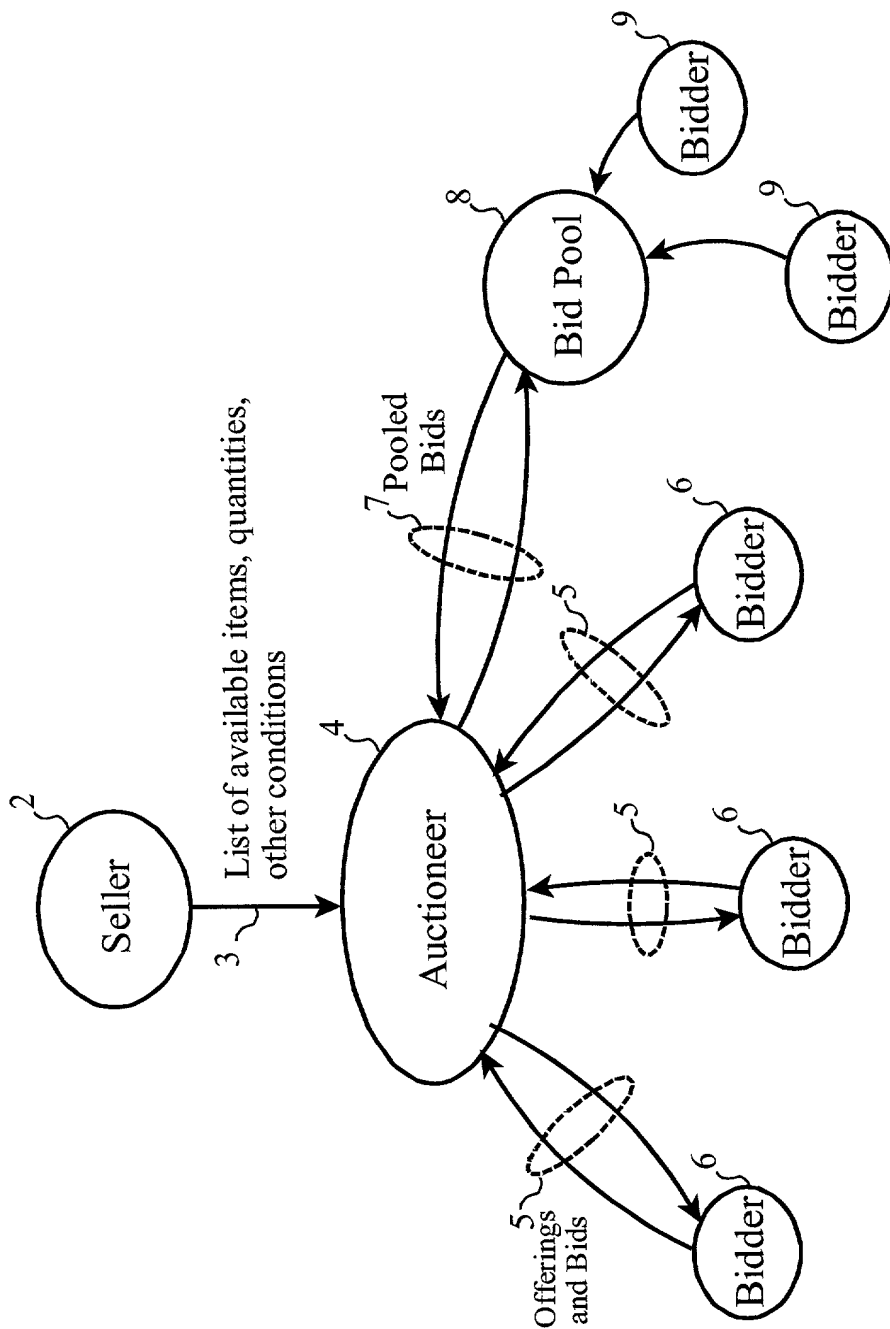 2
Seller
3
List of available items, quantities,
other conditions
4
Auctioneer
7
Pooled
Bids
8
Bid Pool
9
Bidder
9
Bidder
5
Offerings
and Bids
6
Bidder
5
6
Bidder
5
6
Bidder